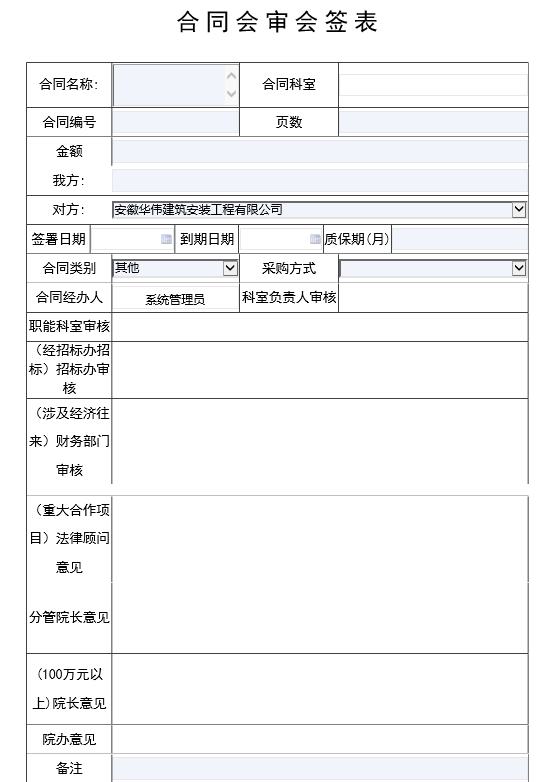 合同会审会签表
合同名称: 合同科室
合同编号 页数
金额
我方:
对方: 安徽华伟建筑安装工程有限公司
签署日期 到期日期 质保期(月)
合同类别 其他 采购方式
合同经办人 系统管理员 科室负责人审核
职能科室审核
（经招标办招
标）招标办审
核
（涉及经济往
来）财务部门
审核
（重大合作项
目）法律顾问
意见
分管院长意见
(100万元以
上)院长意见
院办意见
备注